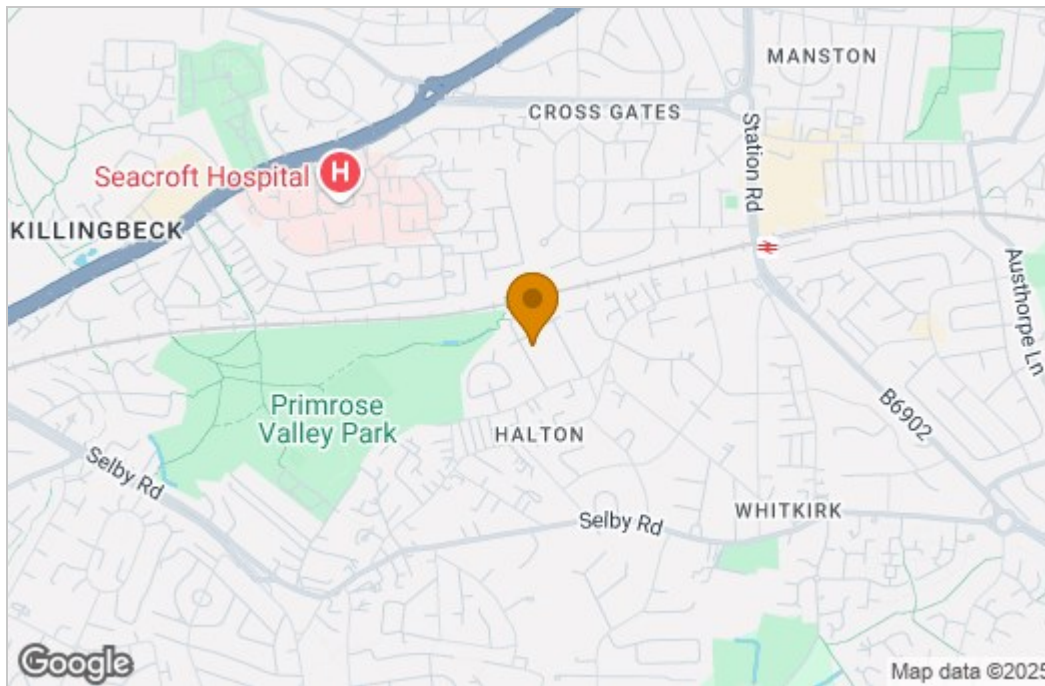 MANSTON
CROSS GATES
Station Rd
Seacroft Hospital
H
KILLINGBECK
Austhorpe Ln
Primrose
Valley Park
B6902
HALTON
Selby Rd
Selby Rd
WHITKIRK
Google
Map data ©2025